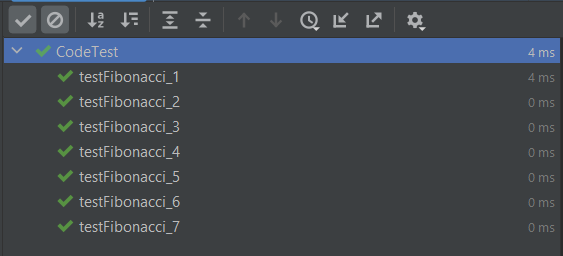 CodeTest 4 ms
testFibonacci_1 4 ms
testFibonacci_2 0 ms
testFibonacci_3 0 ms
testFibonacci_4 0 ms
testFibonacci_5 0 ms
testFibonacci_6 0 ms
testFibonacci_7 0 ms